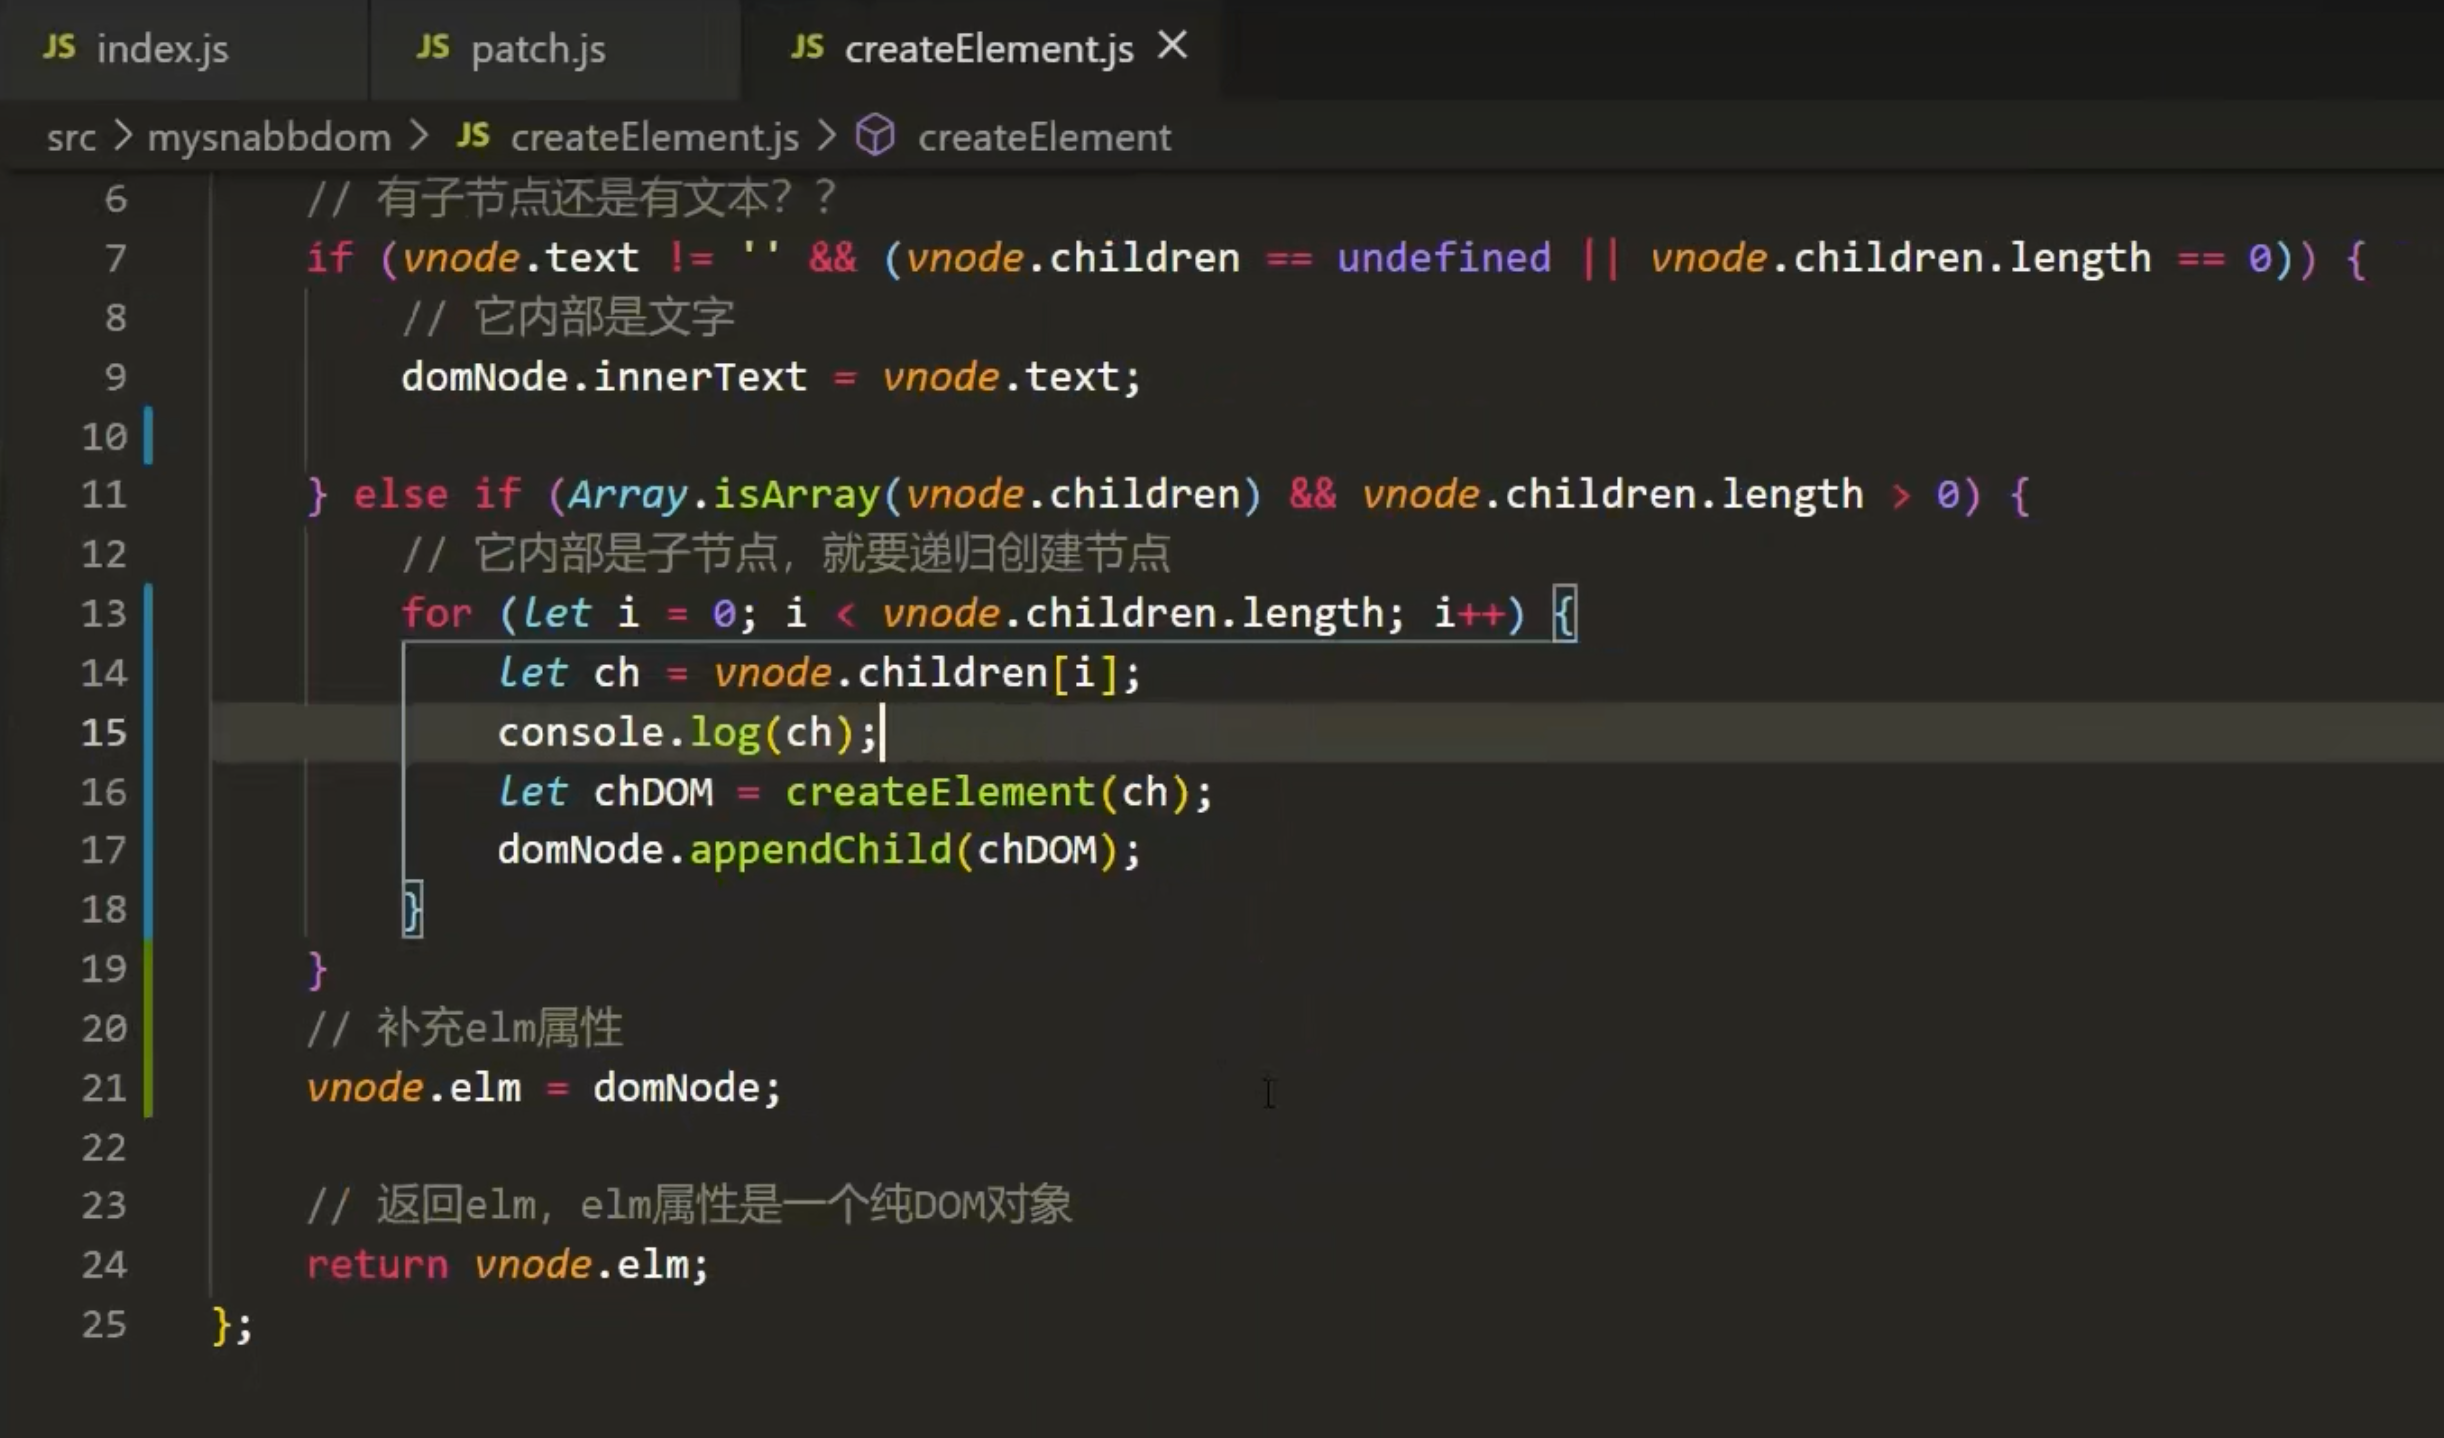 JS index.js JS patch.js JS createElement.js ×
src > mysnabbdom > JS createElement.js > createElement
6 // 有子节点还是有文本？？
7 if (vnode.text != '' && (vnode.children == undefined || vnode.children.length == 0)) {
8 // 它内部是文字
9 domNode.innerText = vnode.text;
10
11 } else if (Array.isArray(vnode.children) && vnode.children.length > 0) {
12 // 它内部是子节点，就要递归创建节点
13 for (let i = 0; i < vnode.children.length; i++) {
14 let ch = vnode.children[i];
15 console.log(ch);
16 let chDOM = createElement(ch);
17 domNode.appendChild(chDOM);
18 }
19 }
20 // 补充elm属性
21 vnode.elm = domNode;
22
23 // 返回elm，elm属性是一个纯DOM对象
24 return vnode.elm;
25 };